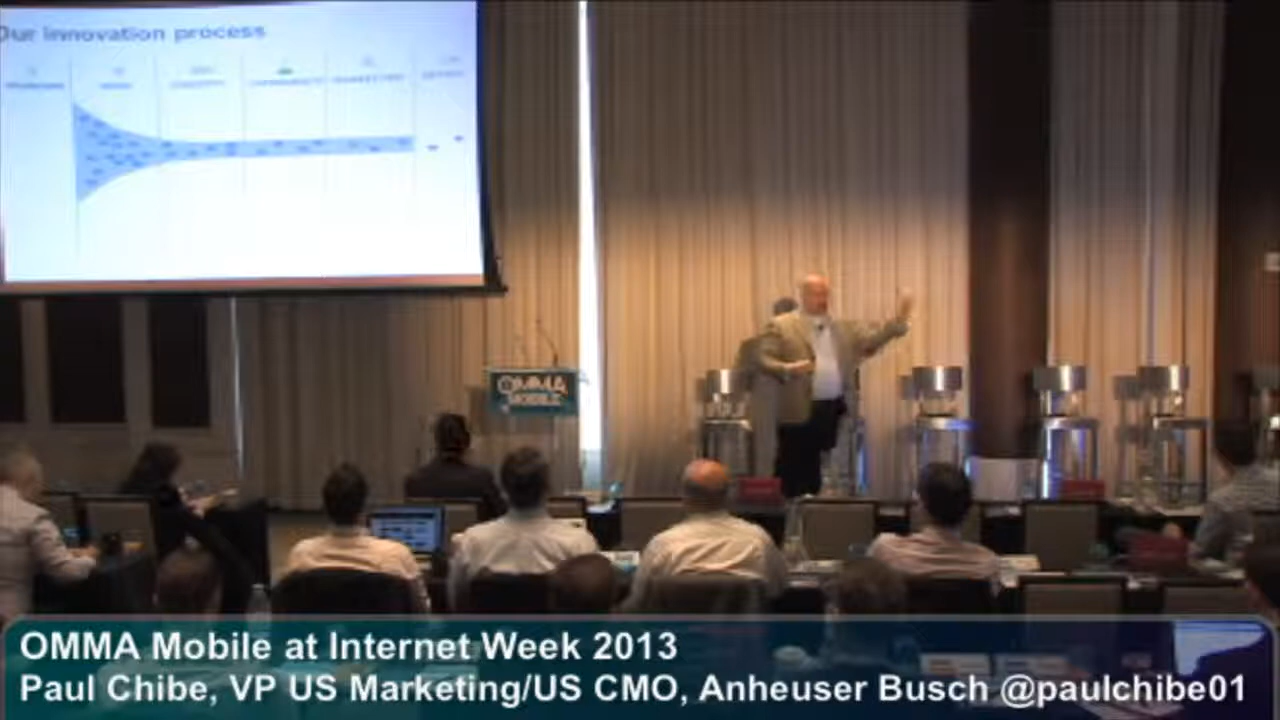 Our innovation process
OMMA
MOBILE
OMMA Mobile at Internet Week 2013
Paul Chibe, VP US Marketing/US CMO, Anheuser Busch @paulchibe01